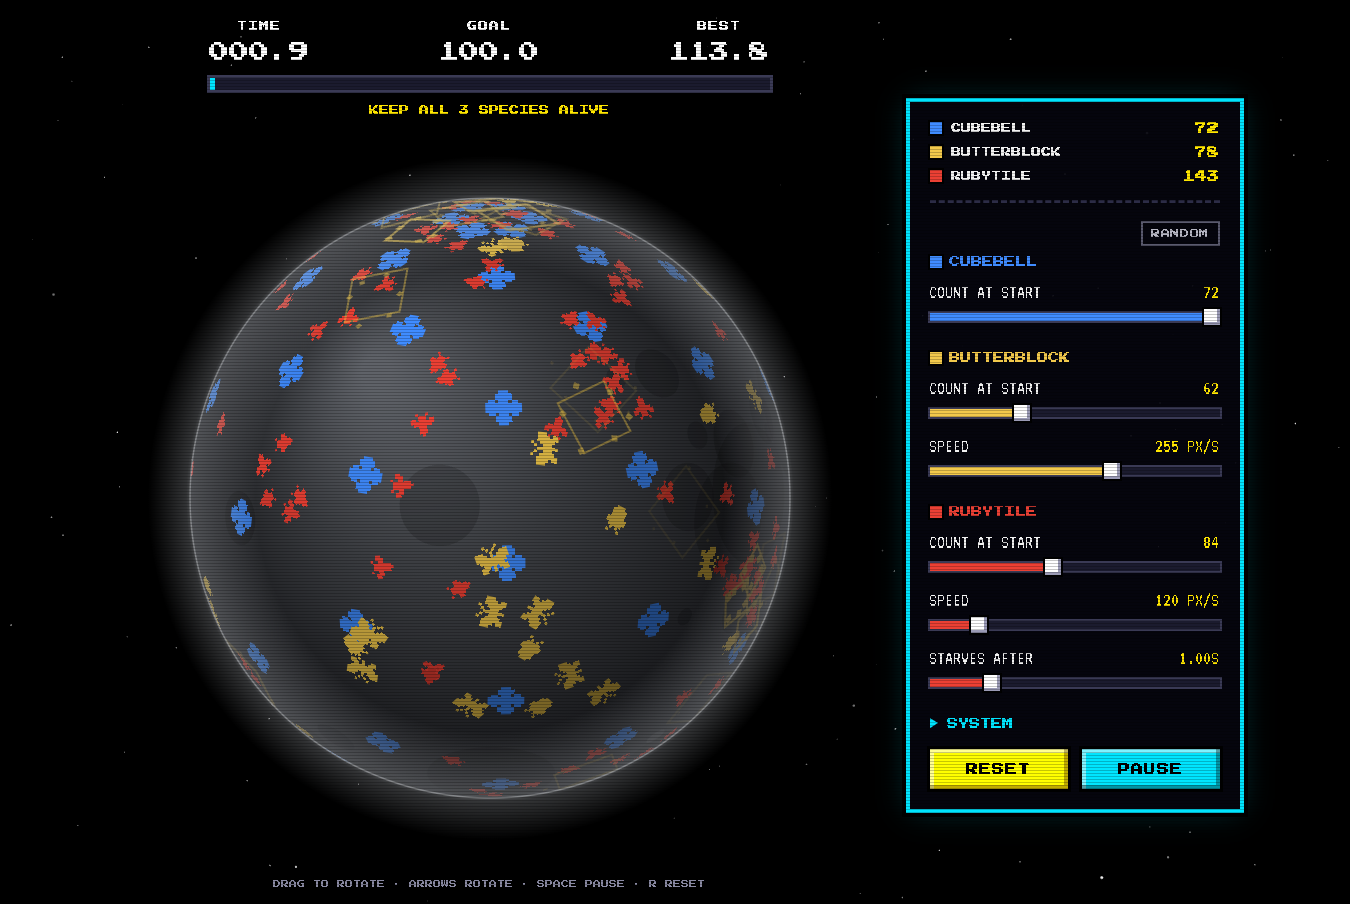 TIME GOAL BEST
000.9 100.0 113.8
KEEP ALL 3 SPECIES ALIVE
CUBEBELL 72
BUTTERBLOCK 78
RUBYTILE 143
RANDOM
CUBEBELL
COUNT AT START 72
BUTTERBLOCK
COUNT AT START 62
SPEED 255 PX/S
RUBYTILE
COUNT AT START 84
SPEED 120 PX/S
STARVES AFTER 1.00S
▶ SYSTEM
RESET PAUSE
DRAG TO ROTATE · ARROWS ROTATE · SPACE PAUSE · R RESET